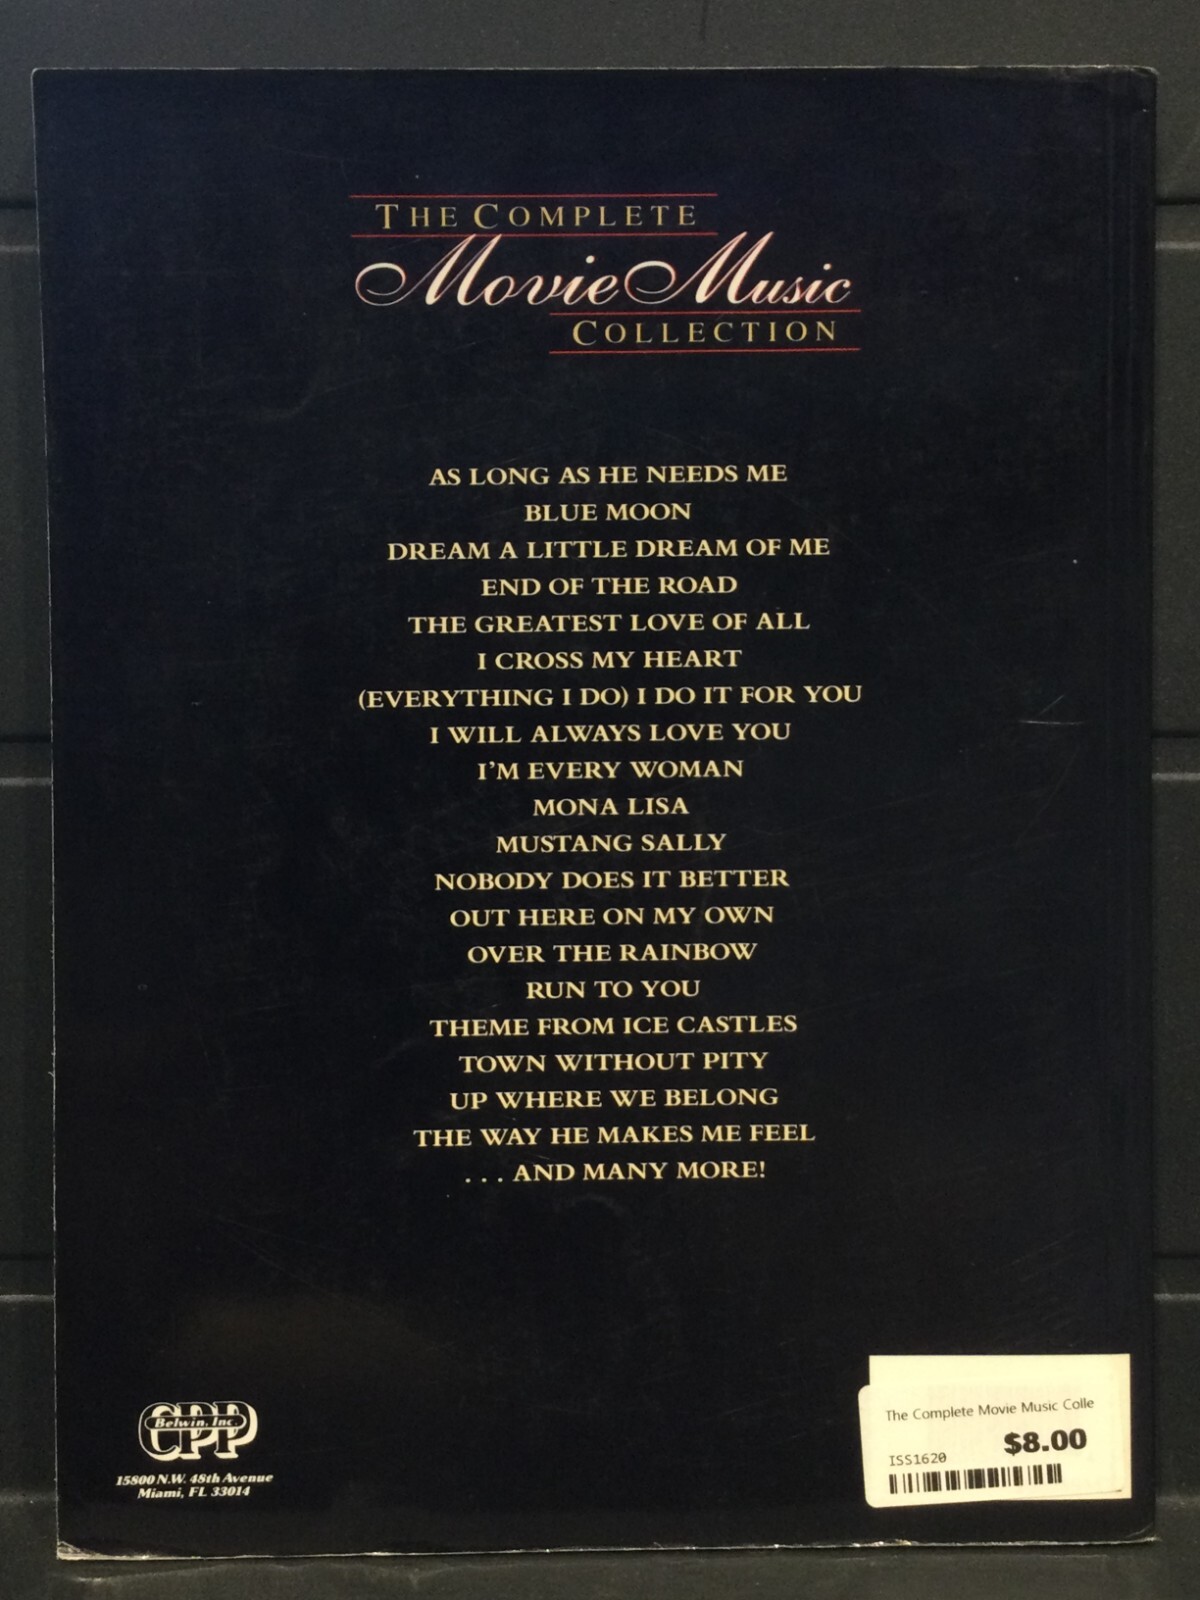 THE COMPLETE
Movie Music
COLLECTION
AS LONG AS HE NEEDS ME
BLUE MOON
DREAM A LITTLE DREAM OF ME
END OF THE ROAD
THE GREATEST LOVE OF ALL
I CROSS MY HEART
(EVERYTHING I DO) I DO IT FOR YOU
I WILL ALWAYS LOVE YOU
I'M EVERY WOMAN
MONA LISA
MUSTANG SALLY
NOBODY DOES IT BETTER
OUT HERE ON MY OWN
OVER THE RAINBOW
RUN TO YOU
THEME FROM ICE CASTLES
TOWN WITHOUT PITY
UP WHERE WE BELONG
THE WAY HE MAKES ME FEEL
. . . AND MANY MORE!
CPP
Belwin, Inc.
15800 N.W. 48th Avenue
Miami, FL 33014
The Complete Movie Music Colle
$8.00
ISS1620